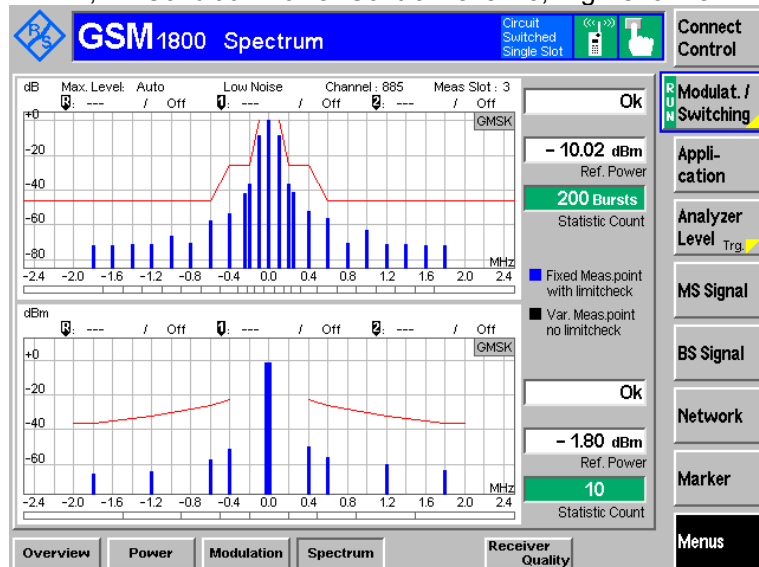 R/S
GSM1800 Spectrum
Circuit
Switched
Single Slot
Connect
Control
dB Max. Level: Auto Low Noise Channel : 885 Meas Slot : 3
R: --- / Off 1: --- / Off 2: --- / Off
GMSK
+0
-20
-40
-60
-80
MHz
-2.4 -2.0 -1.6 -1.2 -0.8 -0.4 0.0 0.4 0.8 1.2 1.6 2.0 2.4
Ok
- 10.02 dBm
Ref. Power
200 Bursts
Statistic Count
Fixed Meas.point
with limitcheck
Var. Meas.point
no limitcheck
dBm
R: --- / Off 1: --- / Off 2: --- / Off
GMSK
+0
-20
-40
-60
MHz
-2.4 -2.0 -1.6 -1.2 -0.8 -0.4 0.0 0.4 0.8 1.2 1.6 2.0 2.4
Ok
- 1.80 dBm
Ref. Power
10
Statistic Count
RUN
Modulat. /
Switching
Appli-
cation
Analyzer
Level Trg.
MS Signal
BS Signal
Network
Marker
Menus
Overview Power Modulation Spectrum Receiver
Quality